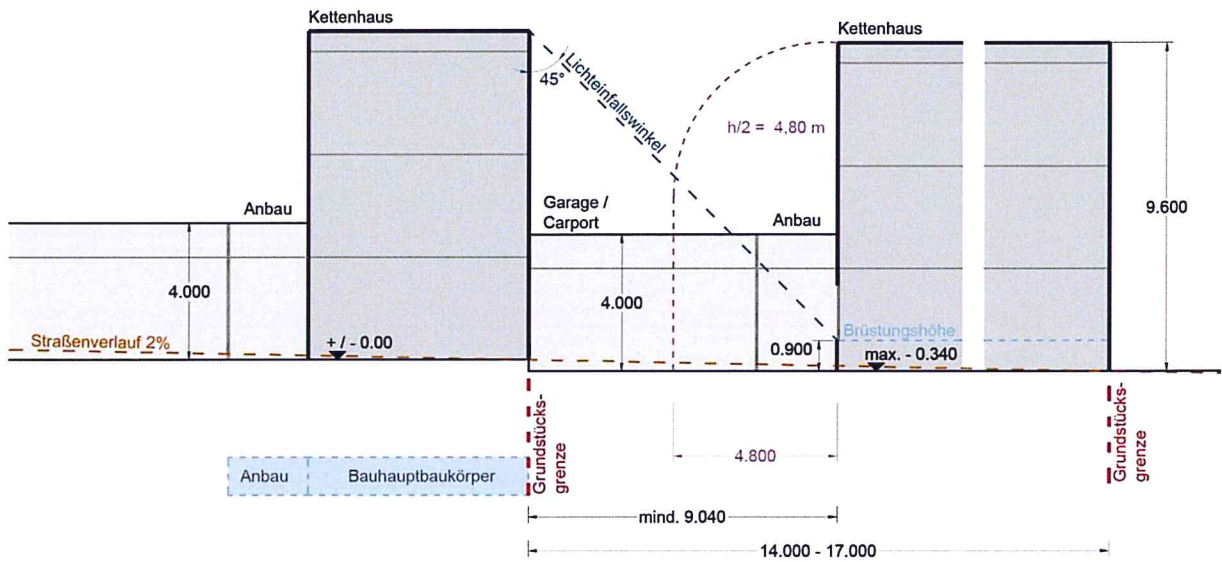 Kettenhaus
Kettenhaus
45°
Lichteinfallswinkel
h/2 = 4,80 m
Anbau
Garage /
Carport
Anbau
9.600
4.000
4.000
Straßenverlauf 2%
+ / - 0.00
Brüstungshöhe
0.900
max. - 0.340
Grundstücks-
grenze
Grundstücks-
grenze
Anbau
Bauhauptbaukörper
4.800
mind. 9.040
14.000 - 17.000